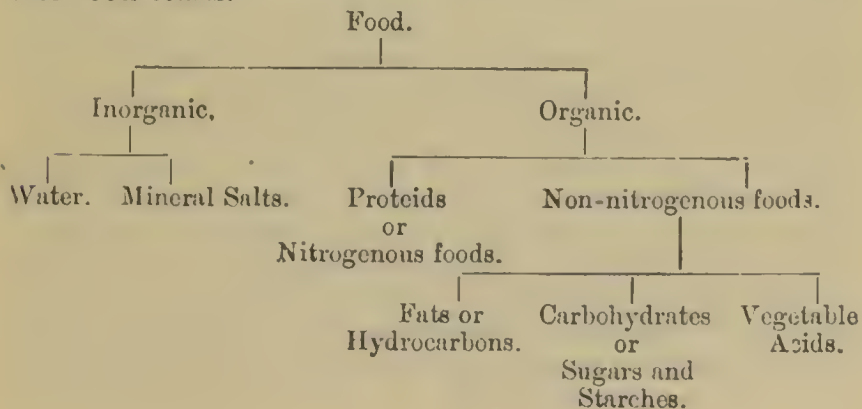 Food.
Inorganic.
Organic.
Water.
Mineral Salts.
Proteids
or
Nitrogenous foods.
Non-nitrogenous foods.
Fats or
Hydrocarbons.
Carbohydrates
or
Sugars and
Starches.
Vegetable
Acids.